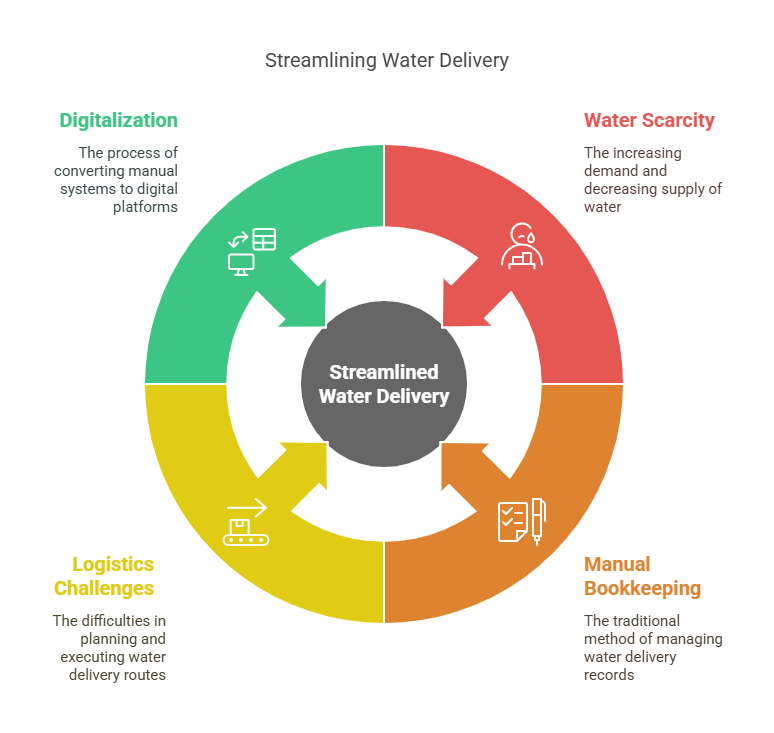 Streamlining Water Delivery
Digitalization
The process of
converting manual
systems to digital
platforms
Water Scarcity
The increasing
demand and
decreasing supply of
water
Streamlined
Water Delivery
Logistics
Challenges
The difficulties in
planning and
executing water
delivery routes
Manual
Bookkeeping
The traditional
method of managing
water delivery
records